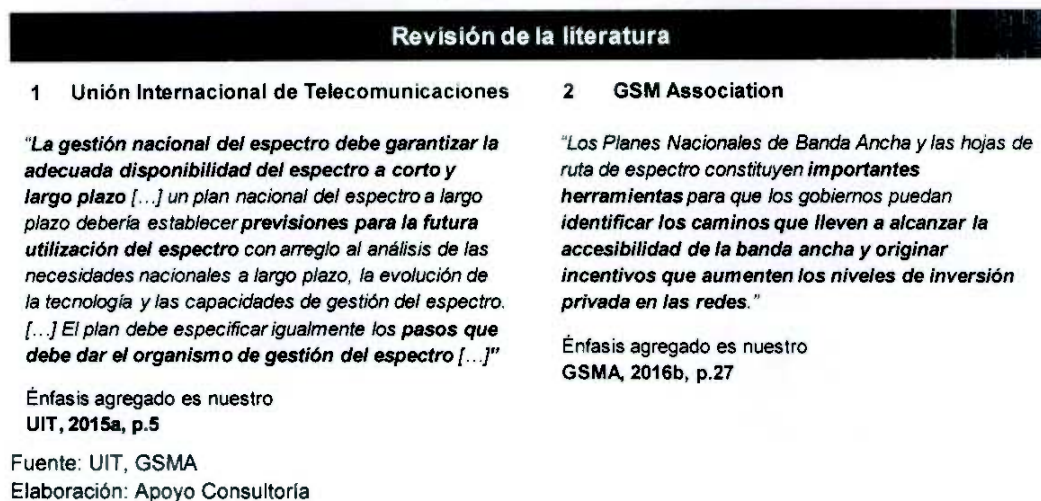 Revisión de la literatura
1 Unión Internacional de Telecomunicaciones
"La gestión nacional del espectro debe garantizar la
adecuada disponibilidad del espectro a corto y
largo plazo [...] un plan nacional del espectro a largo
plazo debería establecer previsiones para la futura
utilización del espectro con arreglo al análisis de las
necesidades nacionales a largo plazo, la evolución de
la tecnología y las capacidades de gestión del espectro.
[...] El plan debe especificar igualmente los pasos que
debe dar el organismo de gestión del espectro [...]"
Énfasis agregado es nuestro
UIT, 2015a, p.5
2 GSM Association
"Los Planes Nacionales de Banda Ancha y las hojas de
ruta de espectro constituyen importantes
herramientas para que los gobiernos puedan
identificar los caminos que lleven a alcanzar la
accesibilidad de la banda ancha y originar
incentivos que aumenten los niveles de inversión
privada en las redes."
Énfasis agregado es nuestro
GSMA, 2016b, p.27
Fuente: UIT, GSMA
Elaboración: Apoyo Consultoría